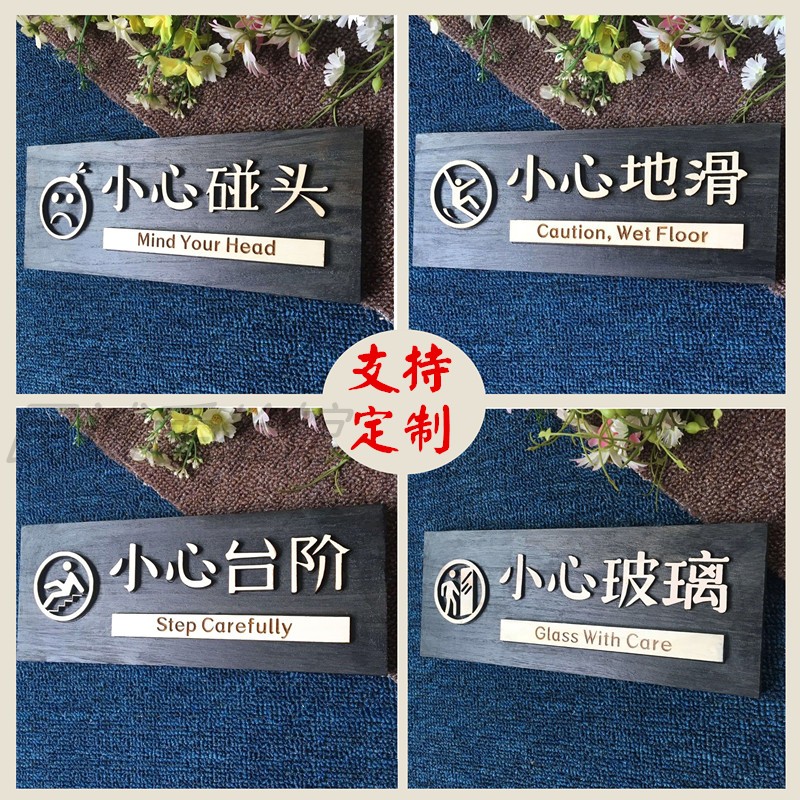 小心碰头
Mind Your Head
小心地滑
Caution, Wet Floor
支持
定制
小心台阶
Step Carefully
小心玻璃
Glass With Care